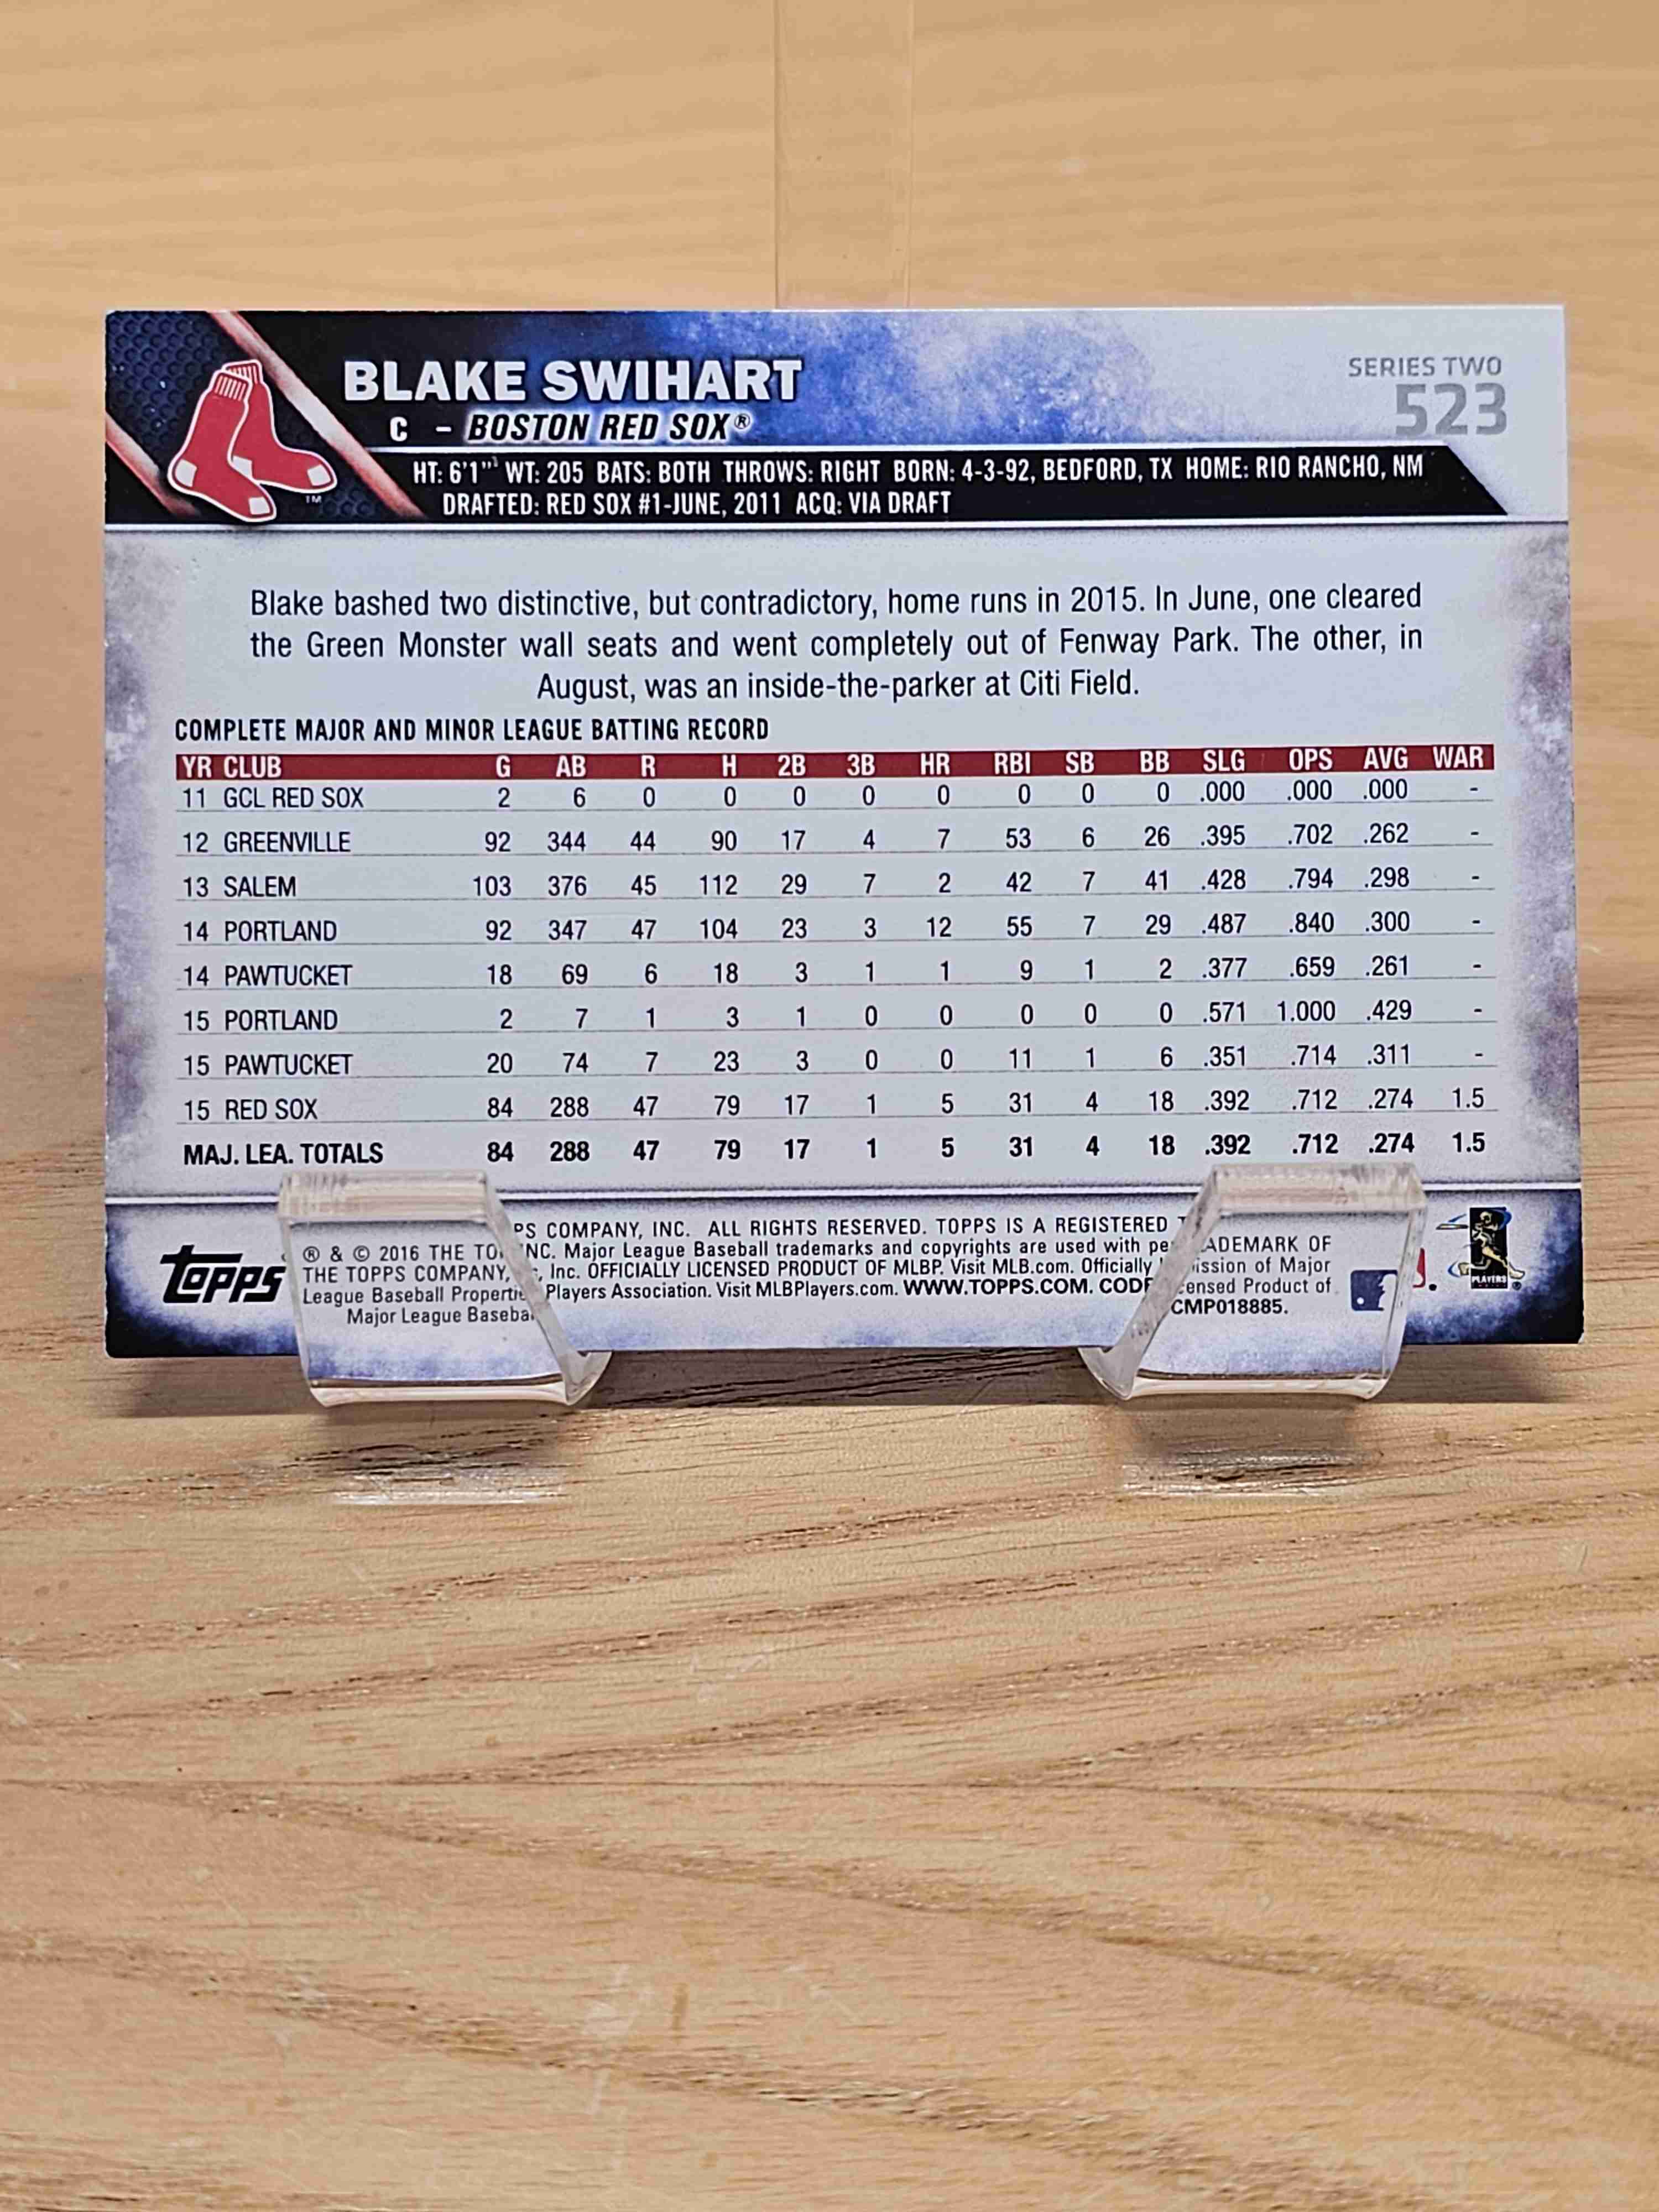 BLAKE SWIHART
C - BOSTON RED SOX®
SERIES TWO
523
HT: 6'1" WT: 205 BATS: BOTH THROWS: RIGHT BORN: 4-3-92, BEDFORD, TX HOME: RIO RANCHO, NM
DRAFTED: RED SOX #1-JUNE, 2011 ACQ: VIA DRAFT
TM
Blake bashed two distinctive, but contradictory, home runs in 2015. In June, one cleared
the Green Monster wall seats and went completely out of Fenway Park. The other, in
August, was an inside-the-parker at Citi Field.
COMPLETE MAJOR AND MINOR LEAGUE BATTING RECORD
YR CLUB G AB R H 2B 3B HR RBI SB BB SLG OPS AVG WAR
11 GCL RED SOX 2 6 0 0 0 0 0 0 0 0 .000 .000 .000 -
12 GREENVILLE 92 344 44 90 17 4 7 53 6 26 .395 .702 .262 -
13 SALEM 103 376 45 112 29 7 2 42 7 41 .428 .794 .298 -
14 PORTLAND 92 347 47 104 23 3 12 55 7 29 .487 .840 .300 -
14 PAWTUCKET 18 69 6 18 3 1 1 9 1 2 .377 .659 .261 -
15 PORTLAND 2 7 1 3 1 0 0 0 0 0 .571 1.000 .429 -
15 PAWTUCKET 20 74 7 23 3 0 0 11 1 6 .351 .714 .311 -
15 RED SOX 84 288 47 79 17 1 5 31 4 18 .392 .712 .274 1.5
MAJ. LEA. TOTALS 84 288 47 79 17 1 5 31 4 18 .392 .712 .274 1.5
topps
® & © 2016 THE TO PS COMPANY, INC. ALL RIGHTS RESERVED. TOPPS IS A REGISTERED T ADEMARK OF
THE TOPPS COMPANY, INC. Major League Baseball trademarks and copyrights are used with pe ission of Major
League Baseball Propertie , Inc. OFFICIALLY LICENSED PRODUCT OF MLBP. Visit MLB.com. Officially ensed Product of
Major League Baseba Players Association. Visit MLBPlayers.com. WWW.TOPPS.COM. CODE CMP018885.
PLAYERS
®